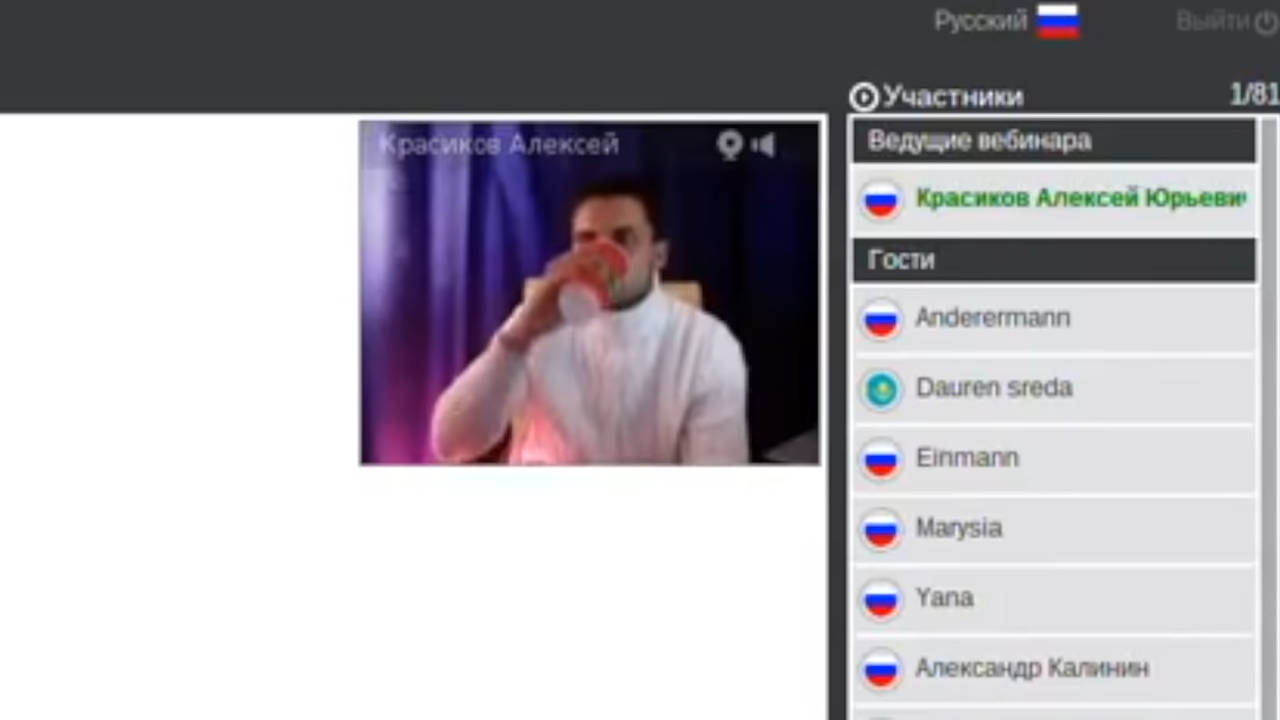 Русский
Выйти
Участники 1/81
Красиков Алексей
Ведущие вебинара
Красиков Алексей Юрьеви
Гости
Anderermann
Dauren sreda
Einmann
Marysia
Yana
Александр Калинин